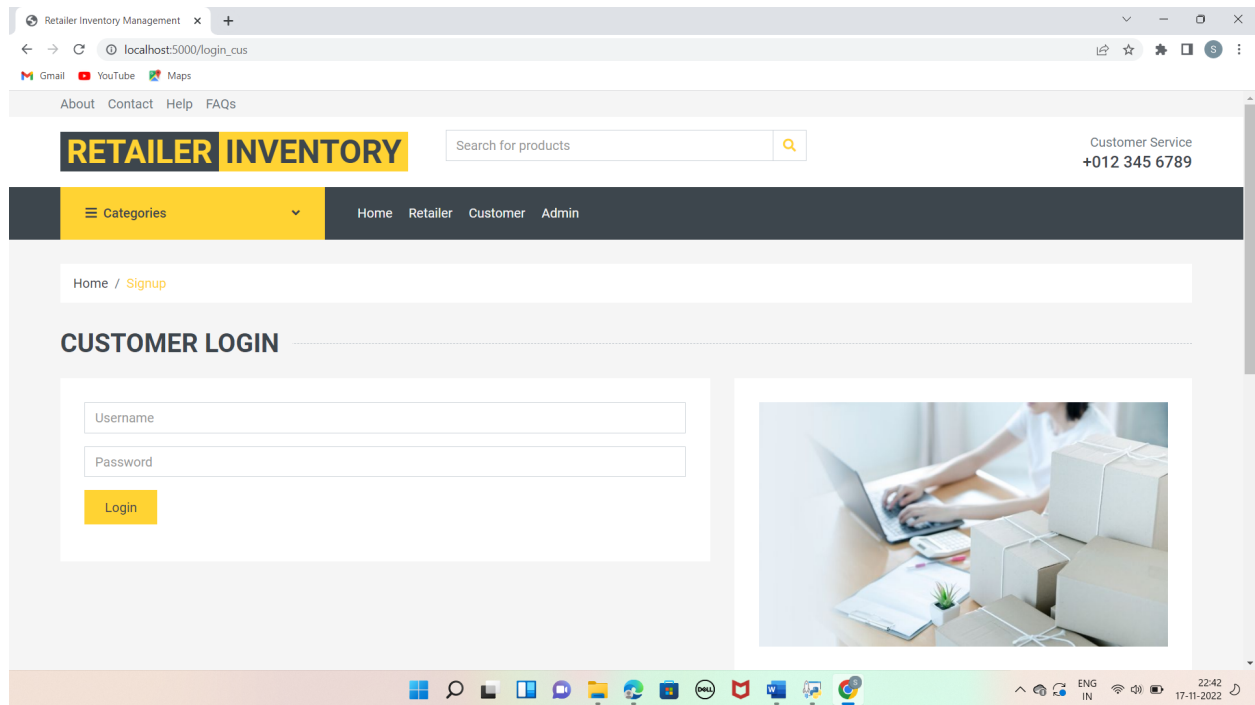 Retailer Inventory Management
localhost:5000/login_cus
Gmail YouTube Maps
About Contact Help FAQs
RETAILER INVENTORY
Search for products
Customer Service
+012 345 6789
Categories
Home Retailer Customer Admin
Home / Signup
CUSTOMER LOGIN
Username
Password
Login
S
DELL
W
S
ENG
IN
22:42
17-11-2022